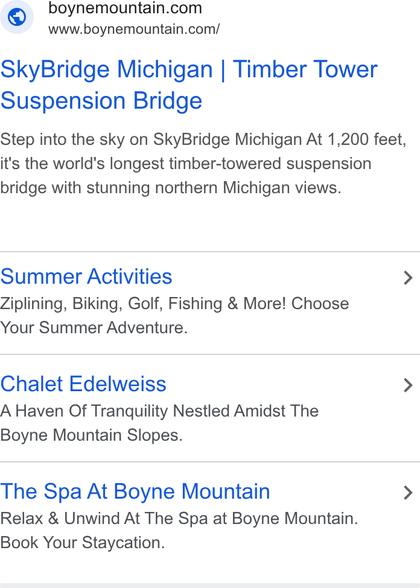 boynemountain.com
www.boynemountain.com/
SkyBridge Michigan | Timber Tower
Suspension Bridge
Step into the sky on SkyBridge Michigan At 1,200 feet,
it's the world's longest timber-towered suspension
bridge with stunning northern Michigan views.
Summer Activities
Ziplining, Biking, Golf, Fishing & More! Choose
Your Summer Adventure.
Chalet Edelweiss
A Haven Of Tranquility Nestled Amidst The
Boyne Mountain Slopes.
The Spa At Boyne Mountain
Relax & Unwind At The Spa at Boyne Mountain.
Book Your Staycation.